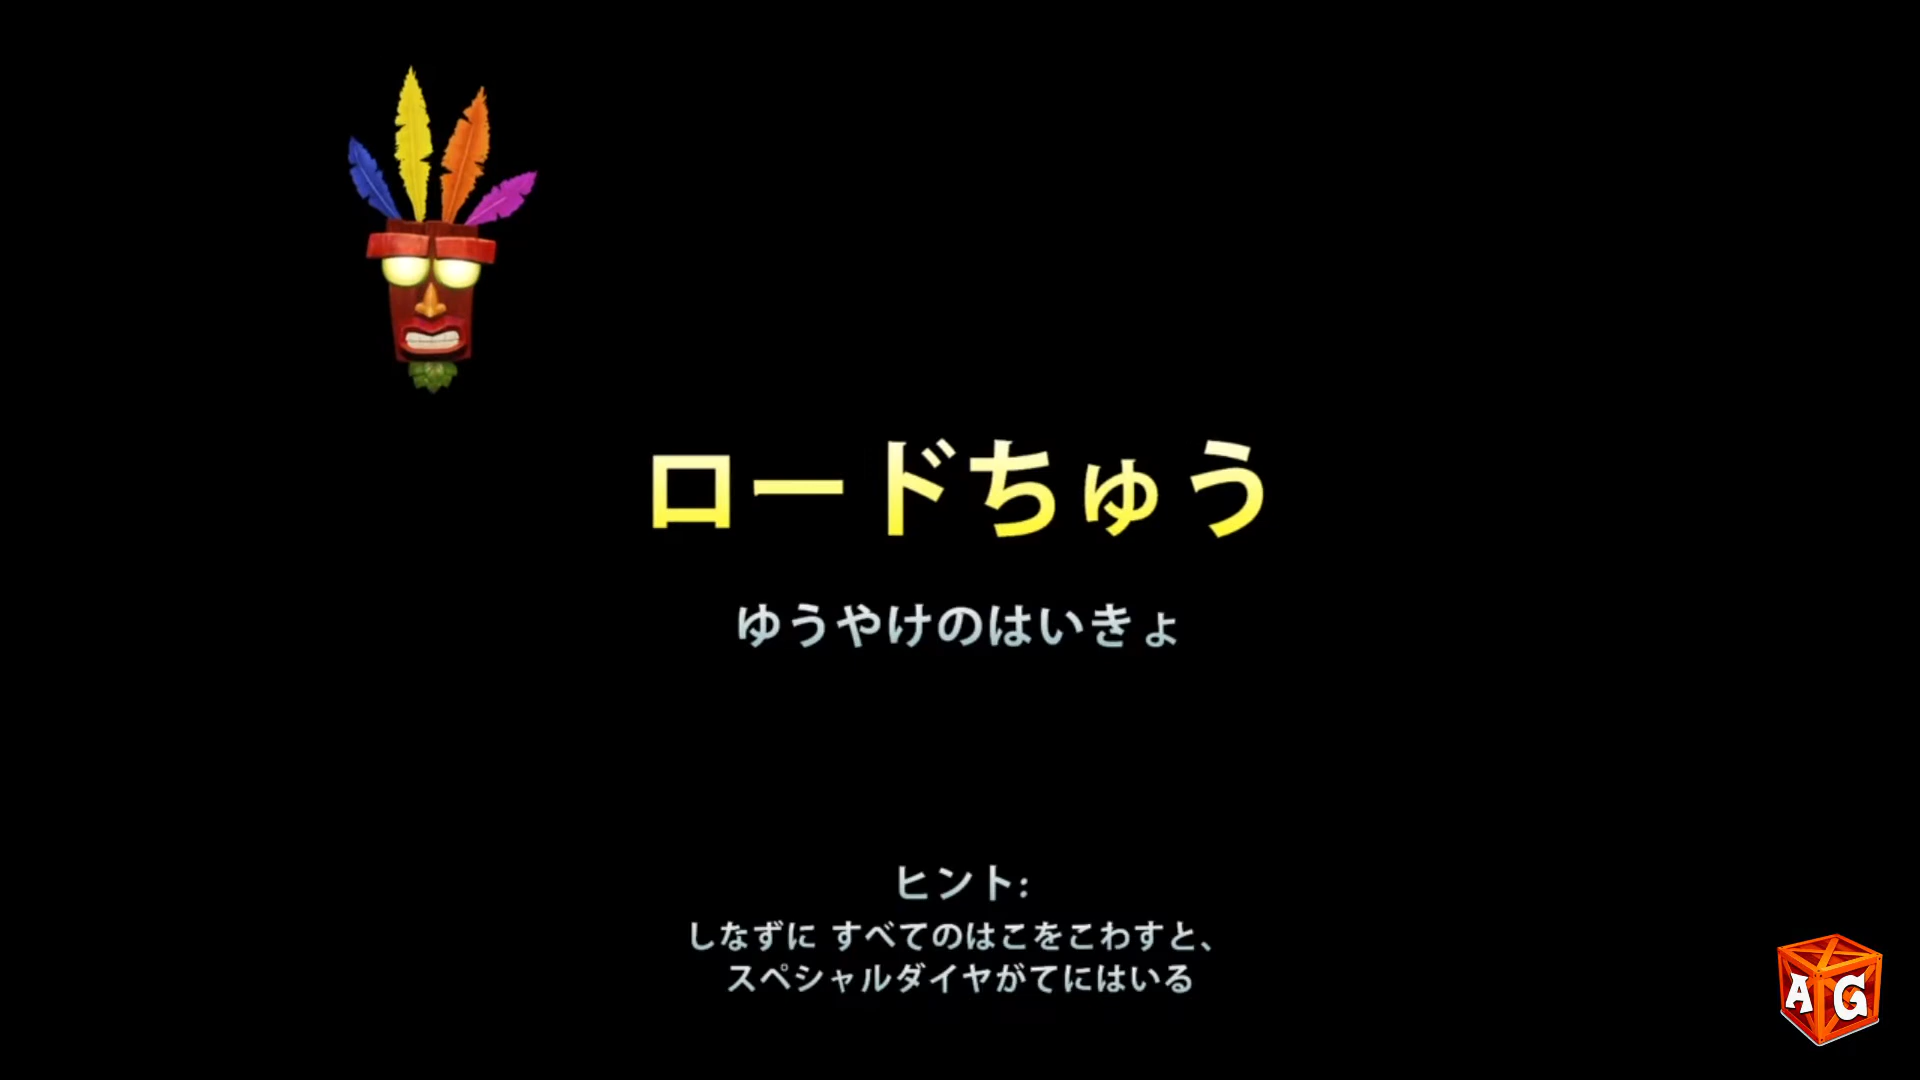 ロードちゅう
ゆうやけのはいきょ
ヒント:
しなずに すべてのはこをこわすと、
スペシャルダイヤがてにはいる
AG